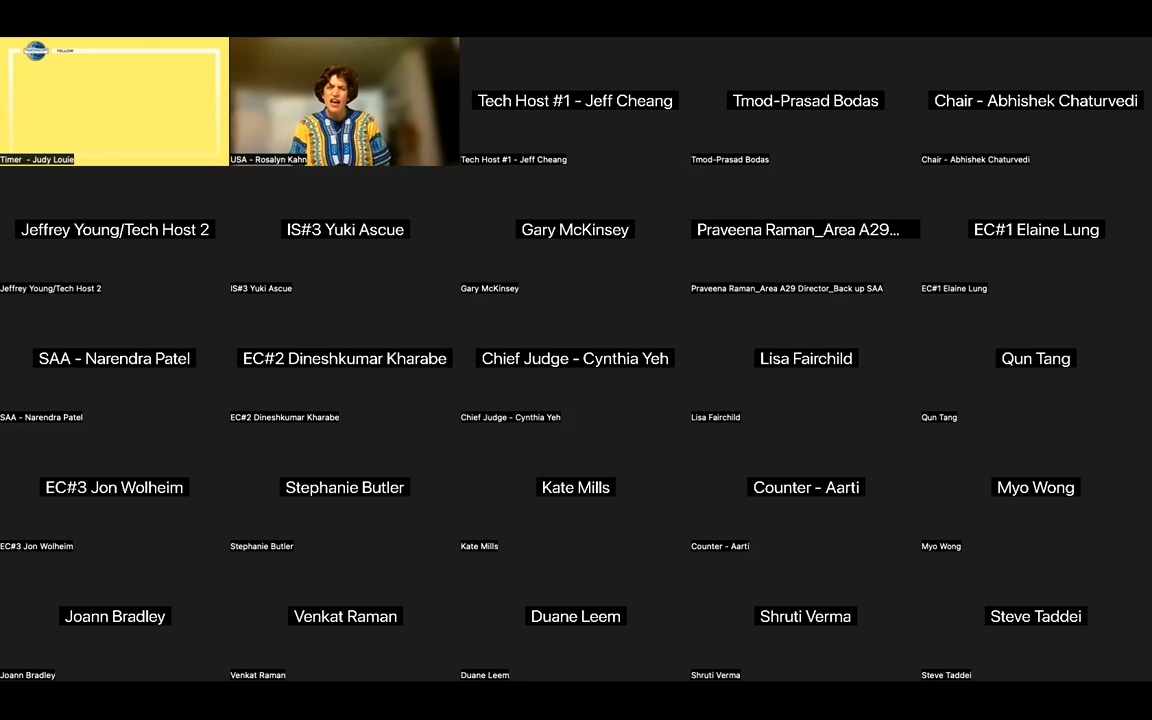 YELLOW
Timer - Judy Louie
USA - Rosalyn Kahn
Tech Host #1 - Jeff Cheang
Tech Host #1 - Jeff Cheang
Tmod-Prasad Bodas
Tmod-Prasad Bodas
Chair - Abhishek Chaturvedi
Chair - Abhishek Chaturvedi
Jeffrey Young/Tech Host 2
Jeffrey Young/Tech Host 2
IS#3 Yuki Ascue
IS#3 Yuki Ascue
Gary McKinsey
Gary McKinsey
Praveena Raman_Area A29...
Praveena Raman_Area A29 Director_Back up SAA
EC#1 Elaine Lung
EC#1 Elaine Lung
SAA - Narendra Patel
SAA - Narendra Patel
EC#2 Dineshkumar Kharabe
EC#2 Dineshkumar Kharabe
Chief Judge - Cynthia Yeh
Chief Judge - Cynthia Yeh
Lisa Fairchild
Lisa Fairchild
Qun Tang
Qun Tang
EC#3 Jon Wolheim
EC#3 Jon Wolheim
Stephanie Butler
Stephanie Butler
Kate Mills
Kate Mills
Counter - Aarti
Counter - Aarti
Myo Wong
Myo Wong
Joann Bradley
Joann Bradley
Venkat Raman
Venkat Raman
Duane Leem
Duane Leem
Shruti Verma
Shruti Verma
Steve Taddei
Steve Taddei